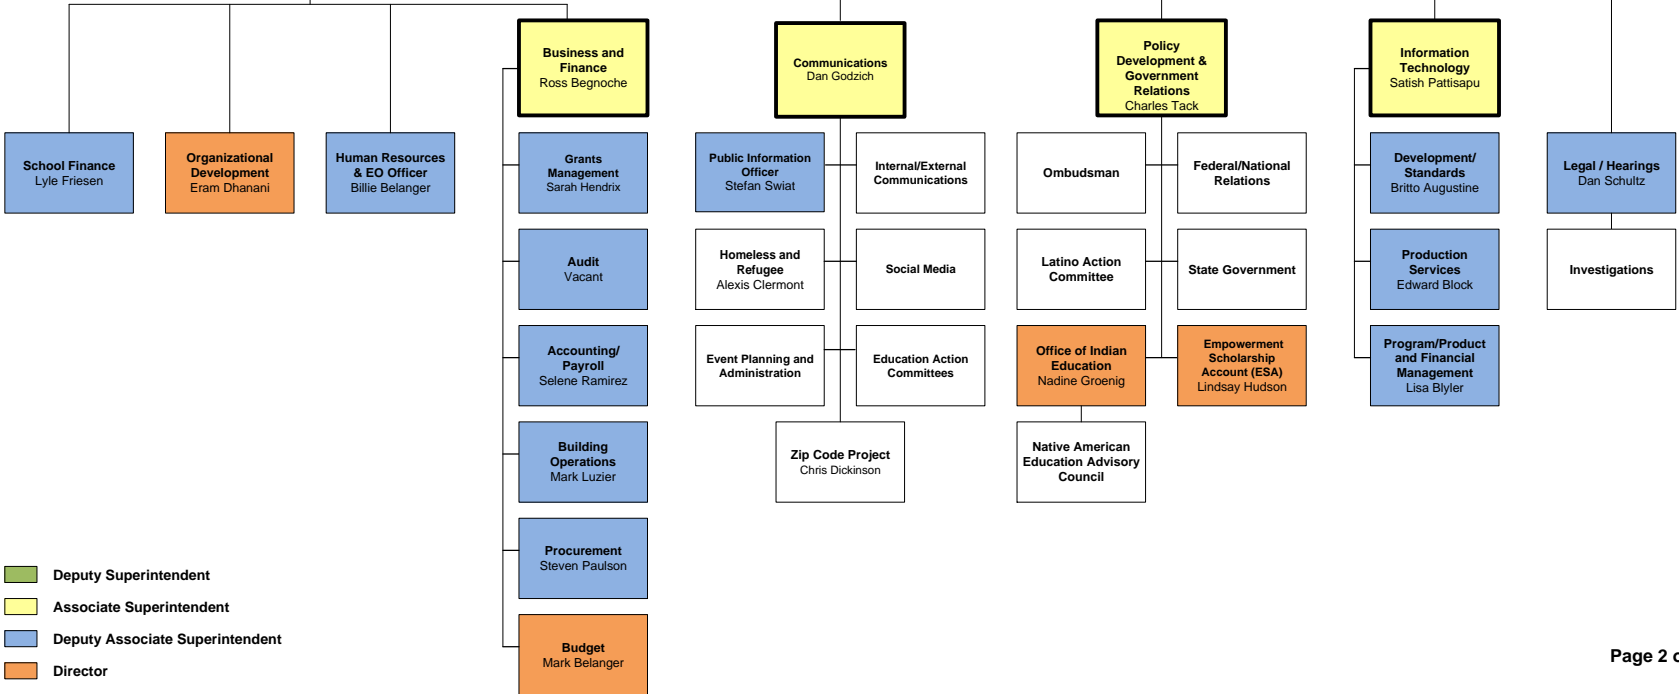 Business and
Finance
Ross Begnoche
Communications
Dan Godzich
Policy
Development &
Government
Relations
Charles Tack
Information
Technology
Satish Pattisapu
School Finance
Lyle Friesen
Organizational
Development
Eram Dhanani
Human Resources
& EO Officer
Billie Belanger
Grants
Management
Sarah Hendrix
Public Information
Officer
Stefan Swiat
Internal/External
Communications
Ombudsman
Federal/National
Relations
Development/
Standards
Britto Augustine
Legal / Hearings
Dan Schultz
Audit
Vacant
Homeless and
Refugee
Alexis Clermont
Social Media
Latino Action
Committee
State Government
Production
Services
Edward Block
Investigations
Accounting/
Payroll
Selene Ramirez
Event Planning and
Administration
Education Action
Committees
Office of Indian
Education
Nadine Groenig
Empowerment
Scholarship
Account (ESA)
Lindsay Hudson
Program/Product
and Financial
Management
Lisa Blyler
Building
Operations
Mark Luzier
Zip Code Project
Chris Dickinson
Native American
Education Advisory
Council
Procurement
Steven Paulson
Budget
Mark Belanger
Deputy Superintendent
Associate Superintendent
Deputy Associate Superintendent
Director
Page 2